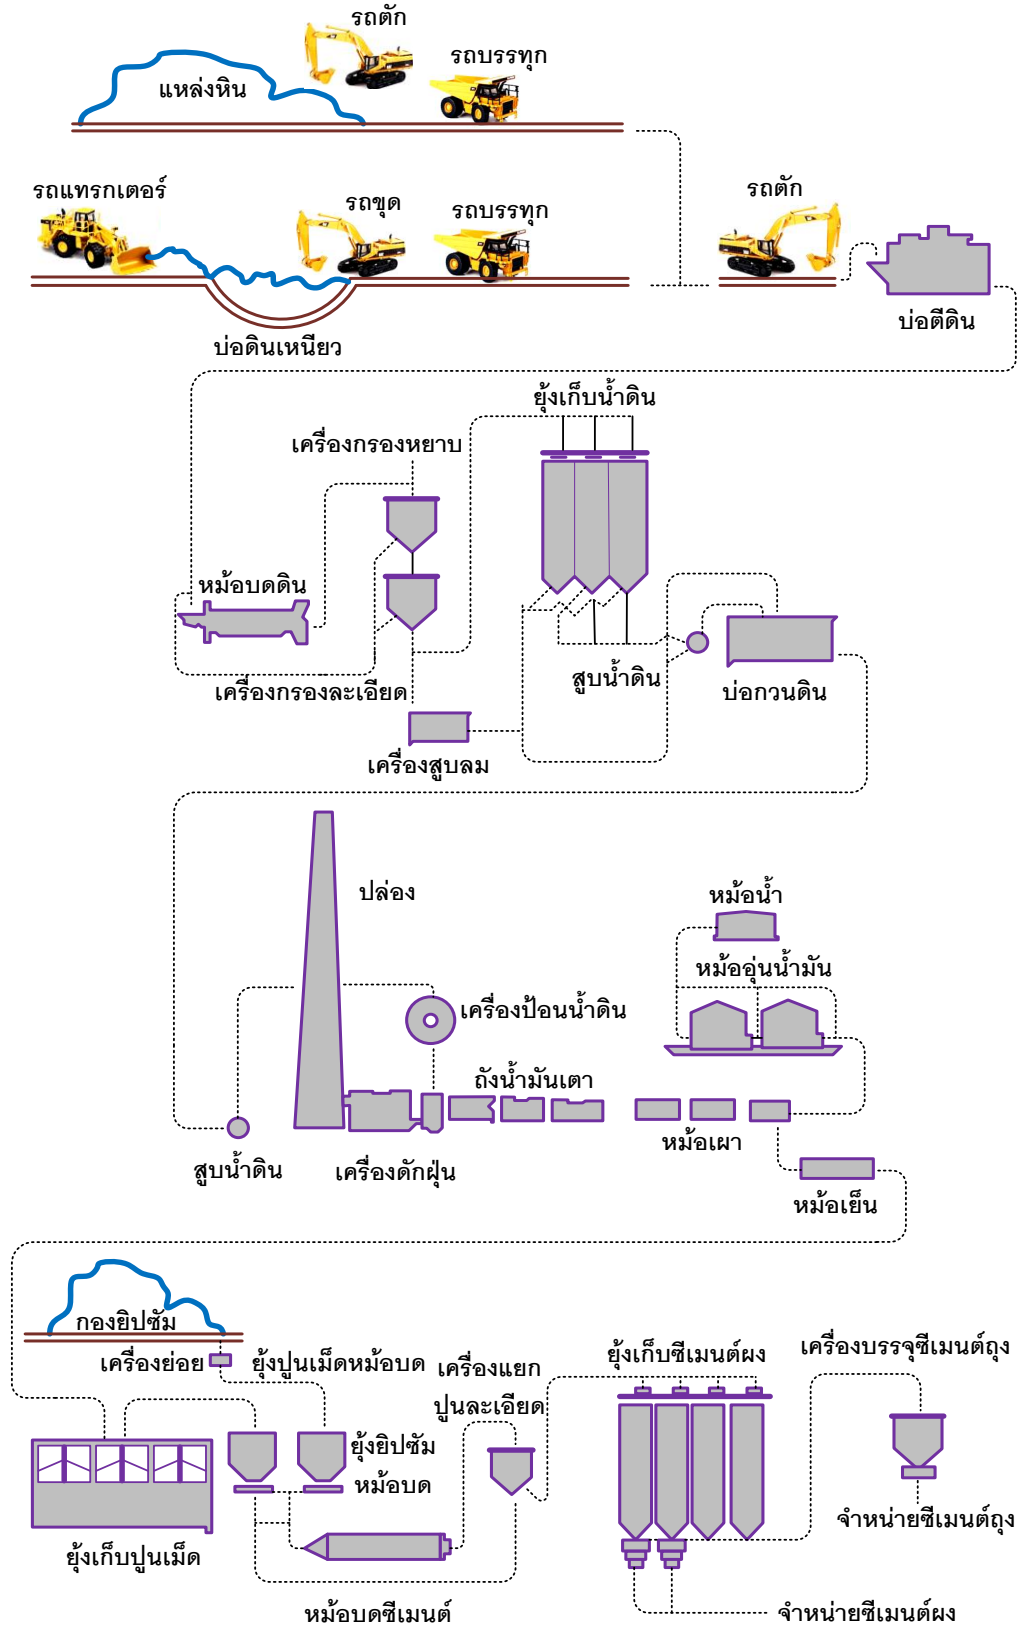 รถตัก
รถบรรทุก
แหล่งหิน
รถแทรกเตอร์
รถขุด
รถบรรทุก
รถตัก
บ่อตีดิน
บ่อดินเหนียว
ยุ้งเก็บน้ำดิน
เครื่องกรองหยาบ
หม้อบดดิน
เครื่องกรองละเอียด
สูบน้ำดิน
บ่อกวนดิน
เครื่องสูบลม
ปล่อง
หม้อน้ำ
หม้ออุ่นน้ำมัน
เครื่องป้อนน้ำดิน
ถังน้ำมันเตา
หม้อเผา
สูบน้ำดิน
เครื่องดักฝุ่น
หม้อเย็น
กองยิปซัม
เครื่องย่อย
ยุ้งปูนเม็ดหม้อบด
เครื่องแยก
ปูนละเอียด
ยุ้งเก็บซีเมนต์ผง
เครื่องบรรจุซีเมนต์ถุง
ยุ้งยิปซัม
หม้อบด
ยุ้งเก็บปูนเม็ด
จำหน่ายซีเมนต์ถุง
หม้อบดซีเมนต์
จำหน่ายซีเมนต์ผง